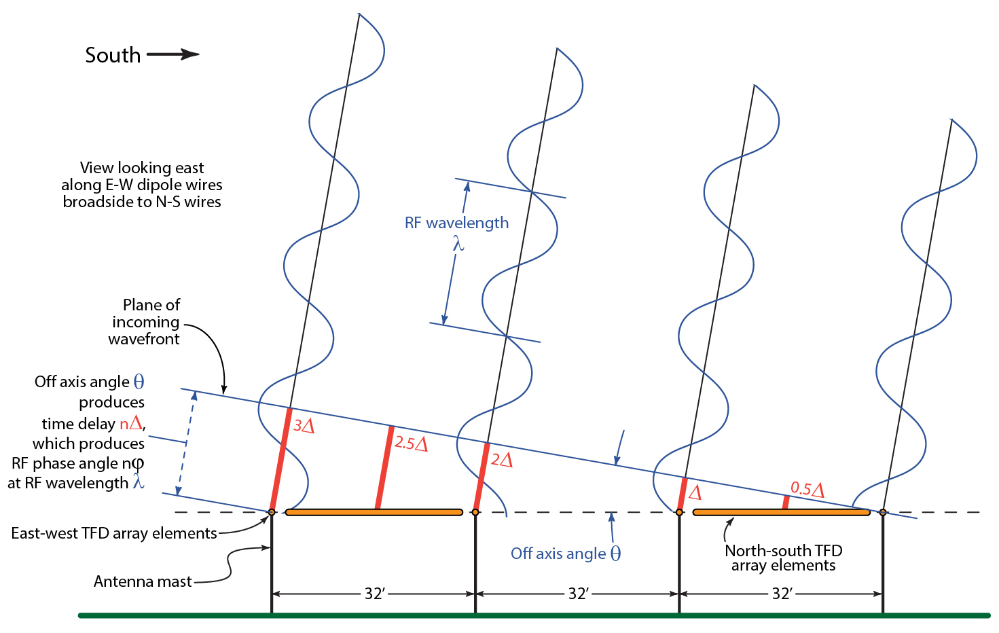 South
View looking east
along E-W dipole wires
broadside to N-S wires
RF wavelength
λ
Plane of
incoming
wavefront
Off axis angle θ
produces
time delay nΔ,
which produces
RF phase angle nφ
at RF wavelength λ
3Δ
2.5Δ
2Δ
Δ
0.5Δ
East-west TFD array elements
Antenna mast
Off axis angle θ
North-south TFD
array elements
32’
32’
32’